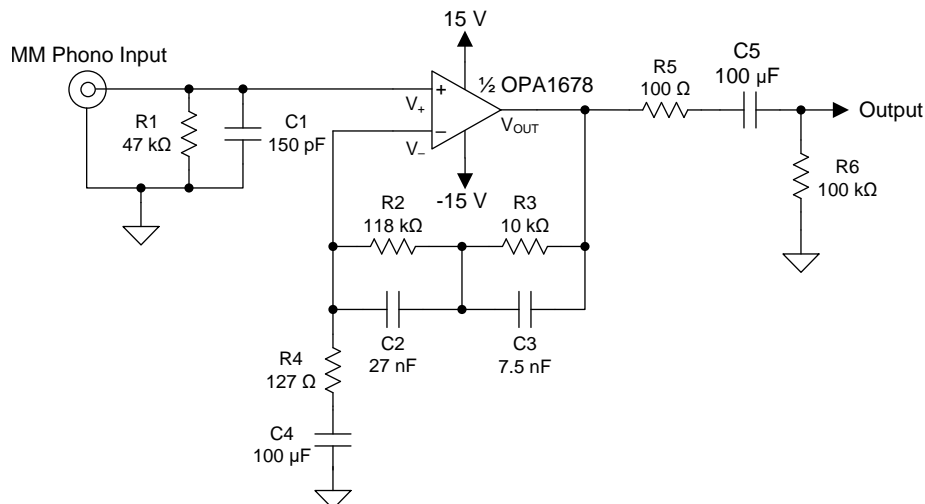 15 V
MM Phono Input
C5
100 µF
½ OPA1678
R5
100 Ω
+
V+
Output
R1
47 kΩ
C1
150 pF
VOUT
–
V–
R6
100 kΩ
-15 V
R2
118 kΩ
R3
10 kΩ
C2
27 nF
C3
7.5 nF
R4
127 Ω
C4
100 µF